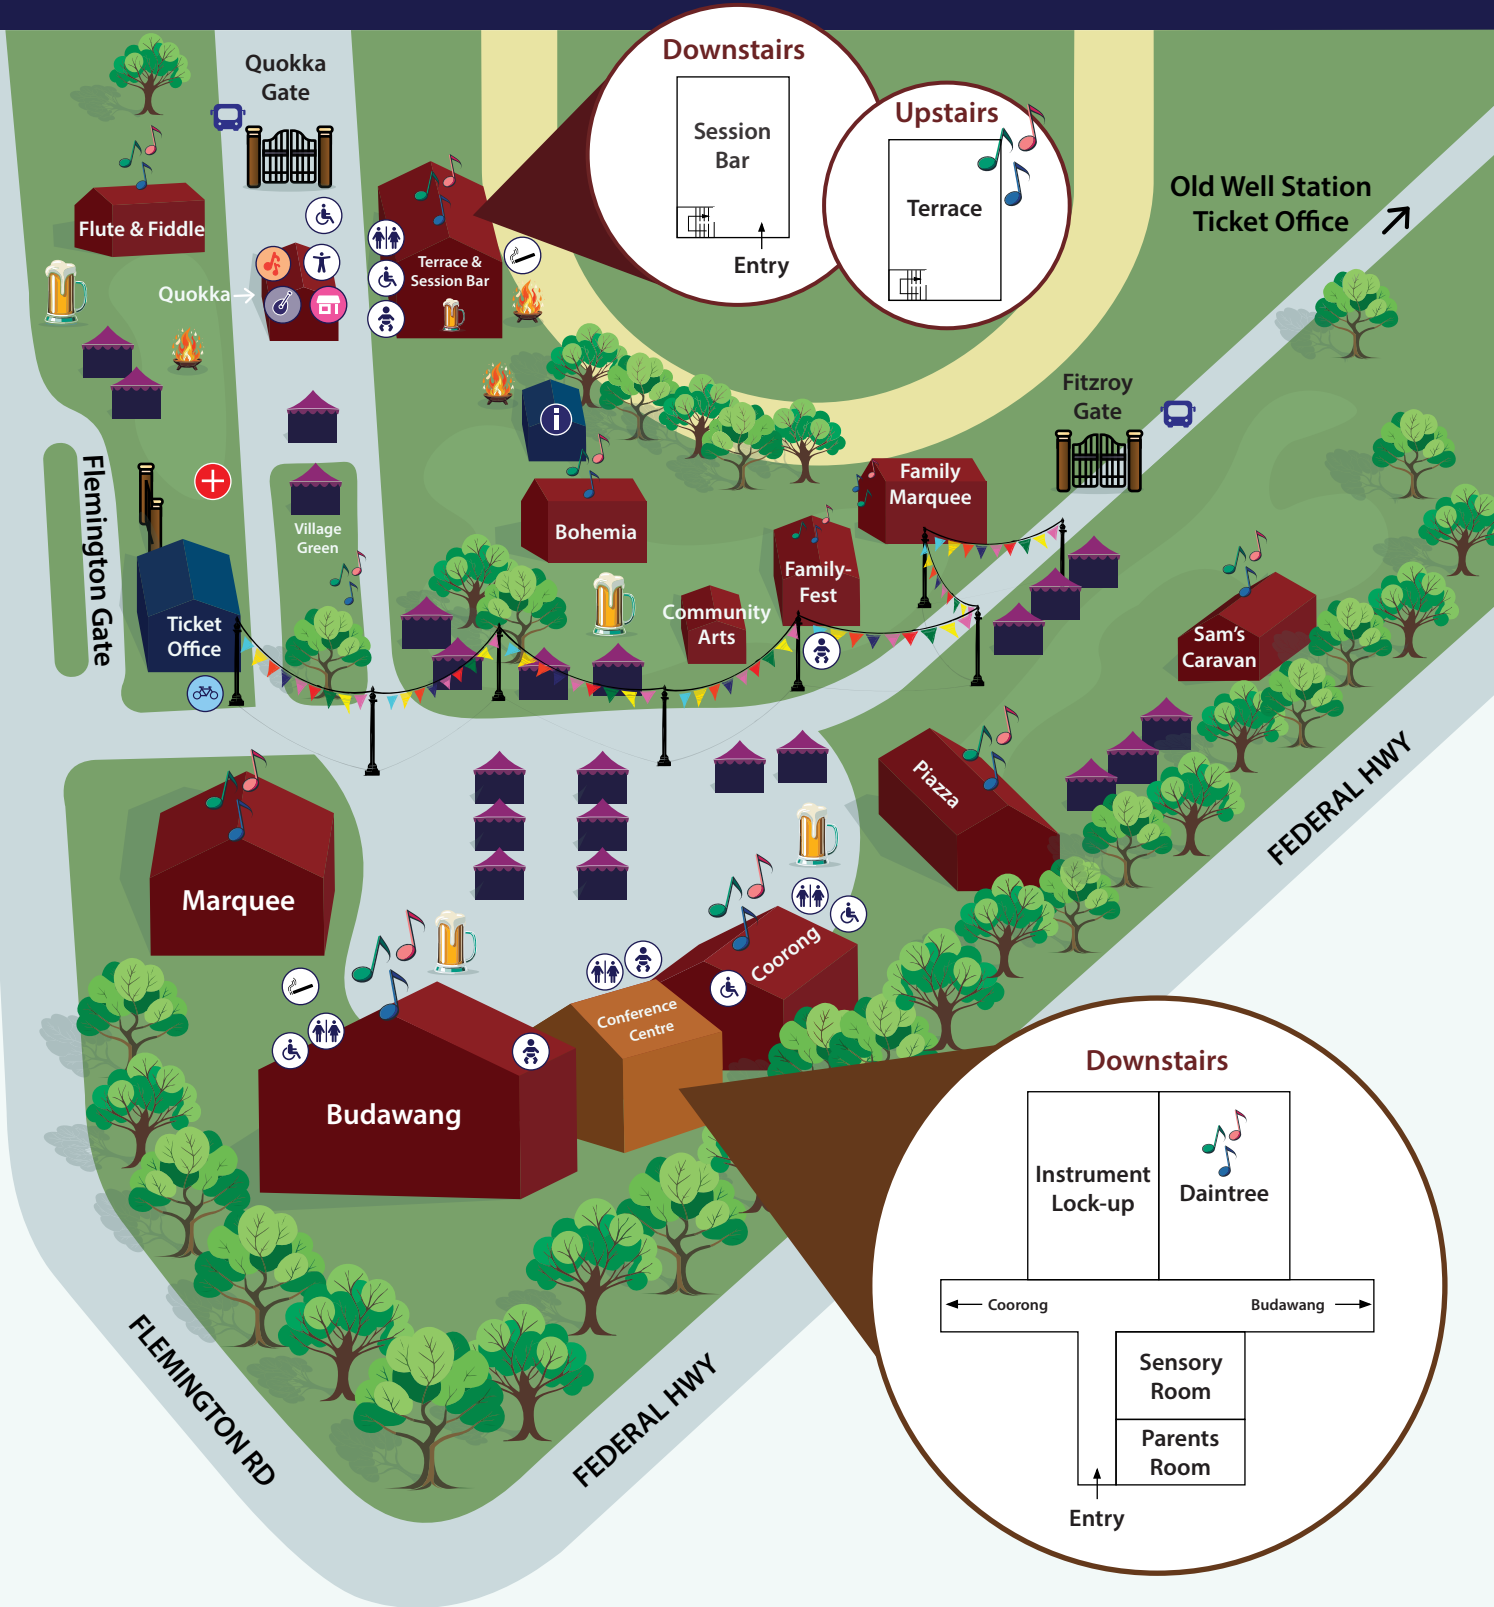 Quokka
Gate
Downstairs
Session
Bar
Entry
Upstairs
Terrace
Old Well Station
Ticket Office
Flute & Fiddle
Quokka
Terrace &
Session Bar
Fitzroy
Gate
i
Flemington Gate
Village
Green
Bohemia
Family
Marquee
Family-
Fest
Community
Arts
Ticket
Office
Sam's
Caravan
Piazza
FEDERAL HWY
Marquee
Coorong
Conference
Centre
Budawang
Downstairs
Instrument
Lock-up
Daintree
Coorong
Budawang
Sensory
Room
Parents
Room
Entry
FLEMINGTON RD
FEDERAL HWY